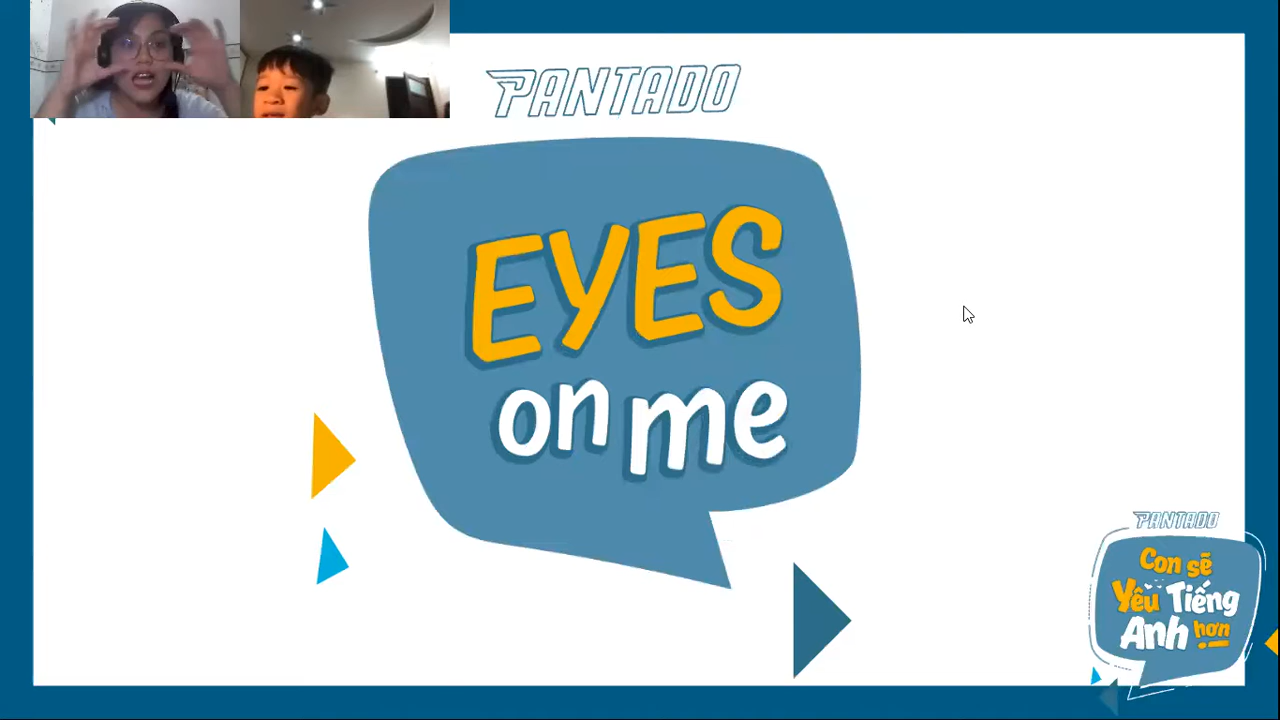 PANTADO
EYES
on me
PANTADO
Con sẽ
Yêu Tiếng
Anh hơn